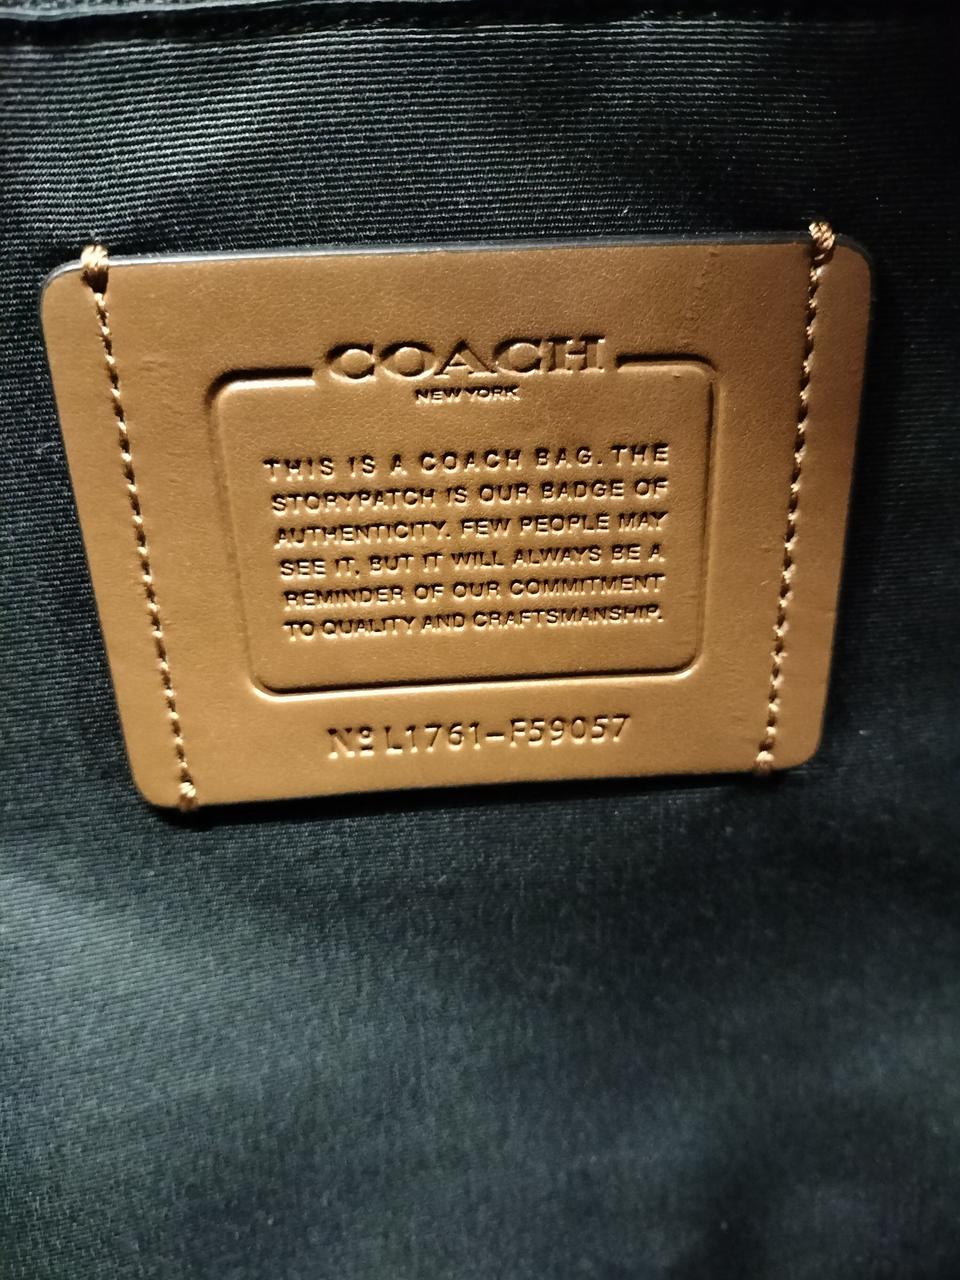 COACH
NEW YORK
THIS IS A COACH BAG. THE
STORYPATCH IS OUR BADGE OF
AUTHENTICITY. FEW PEOPLE MAY
SEE IT, BUT IT WILL ALWAYS BE A
REMINDER OF OUR COMMITMENT
TO QUALITY AND CRAFTSMANSHIP.
Nº L1761-F59057